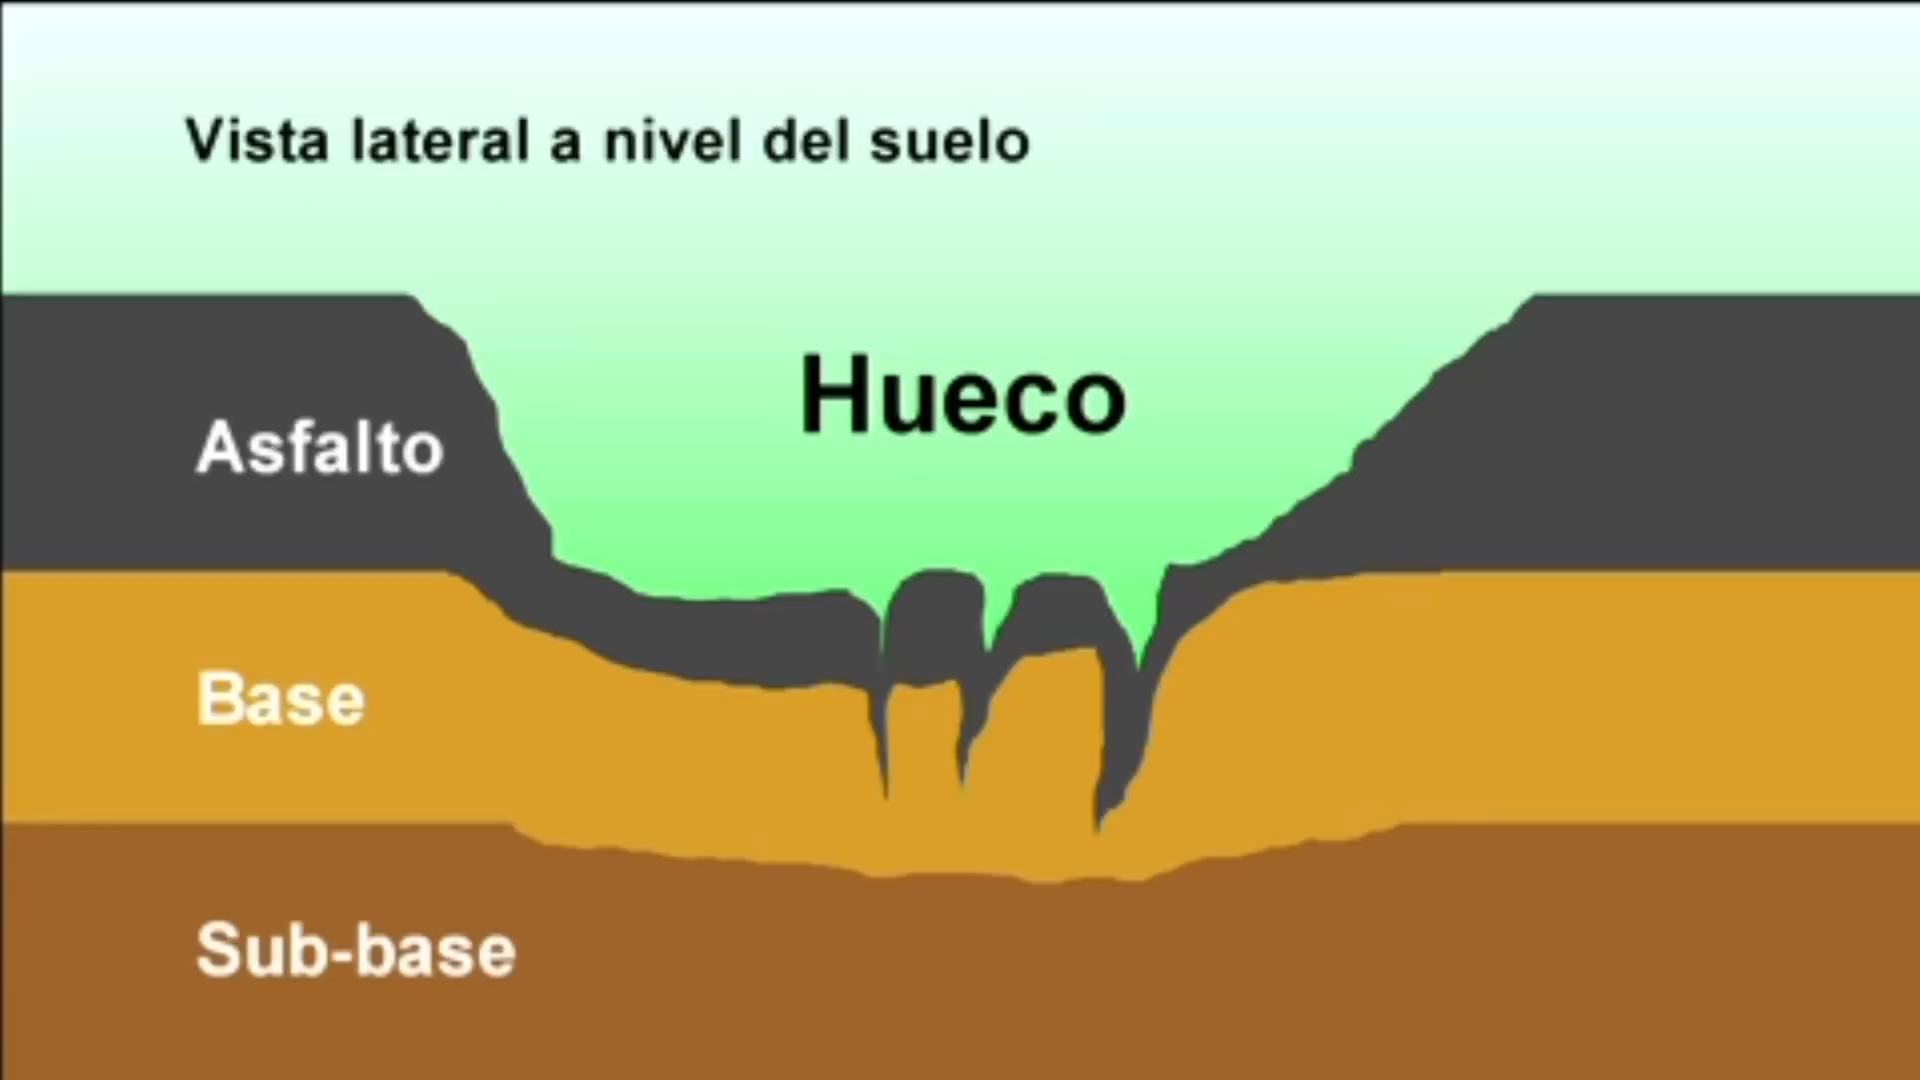 Vista lateral a nivel del suelo
Hueco
Asfalto
Base
Sub-base